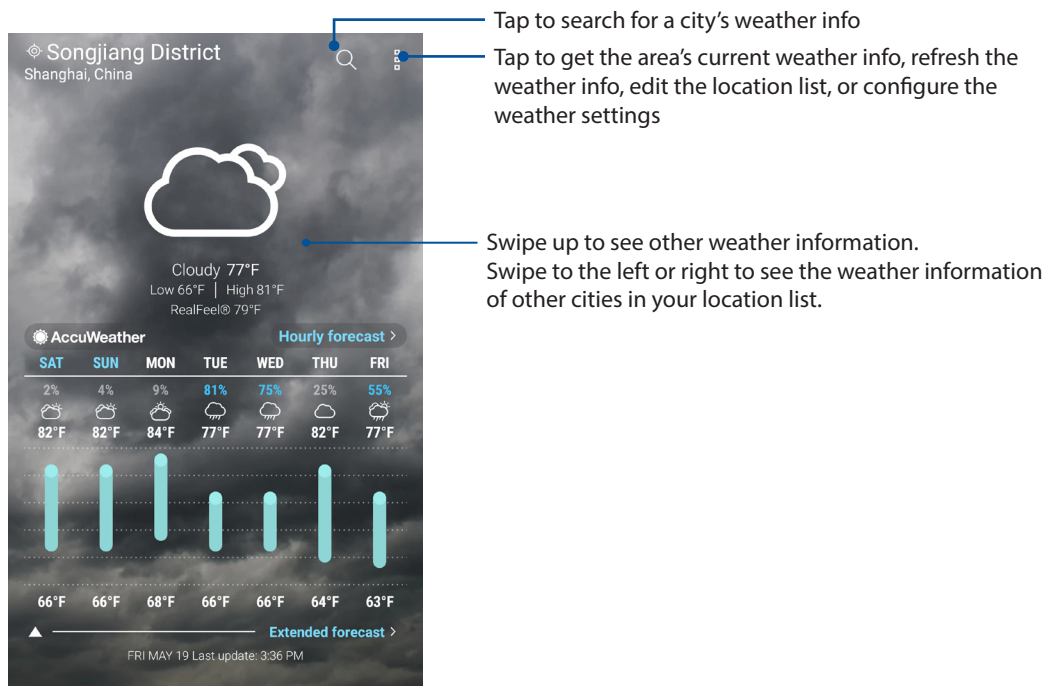 Tap to search for a city’s weather info
Tap to get the area’s current weather info, refresh the
weather info, edit the location list, or configure the
weather settings
Songjiang District
Shanghai, China
Swipe up to see other weather information.
Swipe to the left or right to see the weather information
of other cities in your location list.
Cloudy 77°F
Low 66°F | High 81°F
RealFeel® 79°F
AccuWeather Hourly forecast >
SAT SUN MON TUE WED THU FRI
2% 4% 9% 81% 75% 25% 55%
82°F 82°F 84°F 77°F 77°F 82°F 77°F
66°F 66°F 68°F 66°F 66°F 64°F 63°F
Extended forecast >
FRI MAY 19 Last update: 3:36 PM